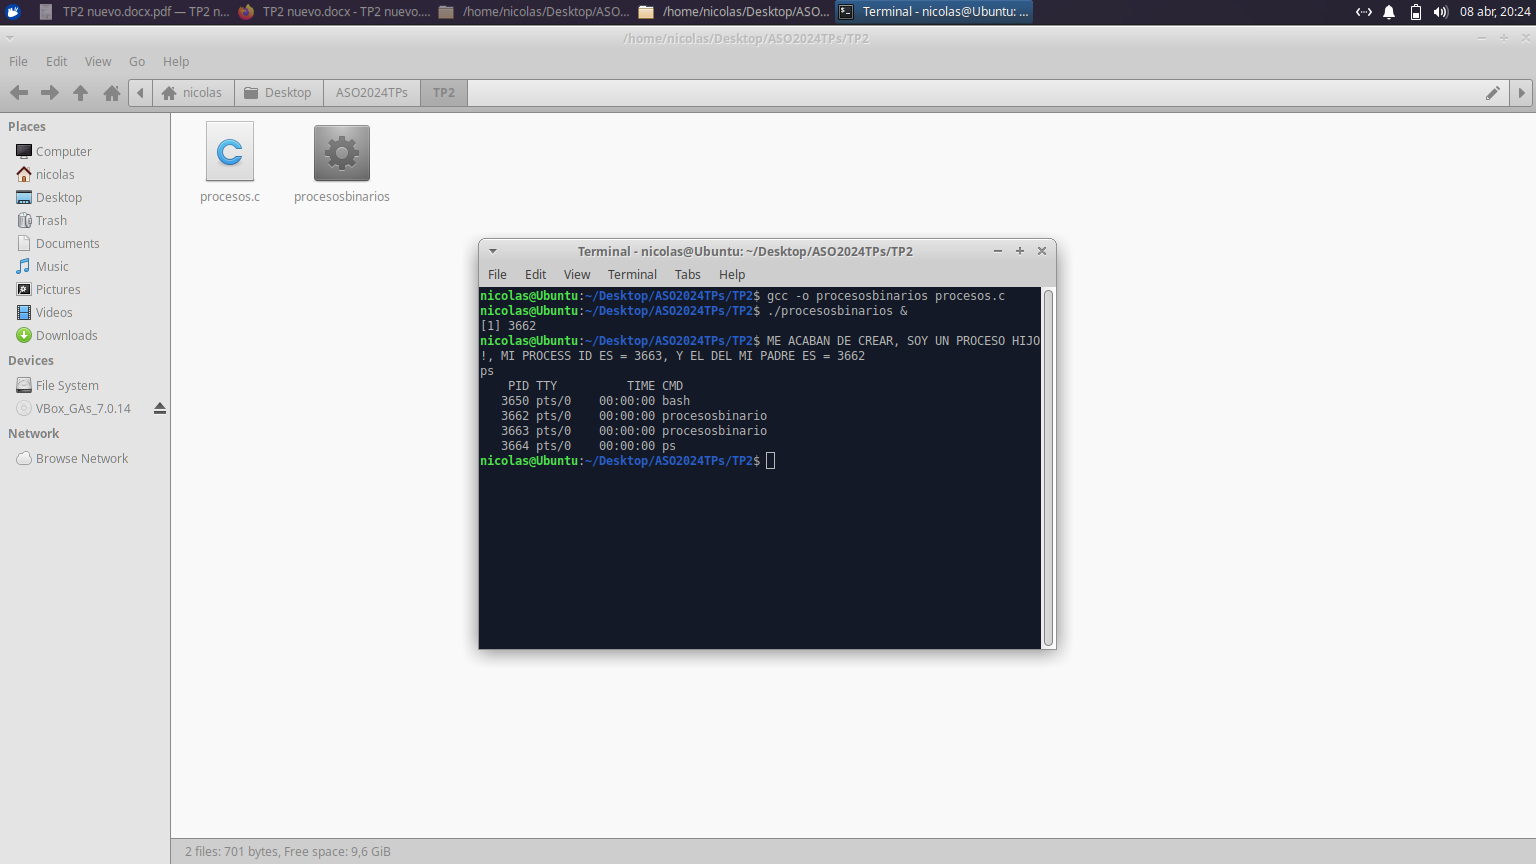 TP2 nuevo.docx.pdf — TP2 n...
TP2 nuevo.docx - TP2 nuevo....
/home/nicolas/Desktop/ASO...
/home/nicolas/Desktop/ASO...
Terminal - nicolas@Ubuntu: ...
08 abr, 20:24
/home/nicolas/Desktop/ASO2024TPs/TP2
File Edit View Go Help
nicolas Desktop ASO2024TPs TP2
Places
Computer
nicolas
Desktop
Trash
Documents
Music
Pictures
Videos
Downloads
Devices
File System
VBox_GAs_7.0.14
Network
Browse Network
procesos.c
procesosbinarios
Terminal - nicolas@Ubuntu: ~/Desktop/ASO2024TPs/TP2
File Edit View Terminal Tabs Help
nicolas@Ubuntu:~/Desktop/ASO2024TPs/TP2$ gcc -o procesosbinarios procesos.c
nicolas@Ubuntu:~/Desktop/ASO2024TPs/TP2$ ./procesosbinarios &
[1] 3662
nicolas@Ubuntu:~/Desktop/ASO2024TPs/TP2$ ME ACABAN DE CREAR, SOY UN PROCESO HIJO
!, MI PROCESS ID ES = 3663, Y EL DEL MI PADRE ES = 3662
ps
    PID TTY          TIME CMD
   3650 pts/0    00:00:00 bash
   3662 pts/0    00:00:00 procesosbinario
   3663 pts/0    00:00:00 procesosbinario
   3664 pts/0    00:00:00 ps
nicolas@Ubuntu:~/Desktop/ASO2024TPs/TP2$
2 files: 701 bytes, Free space: 9,6 GiB